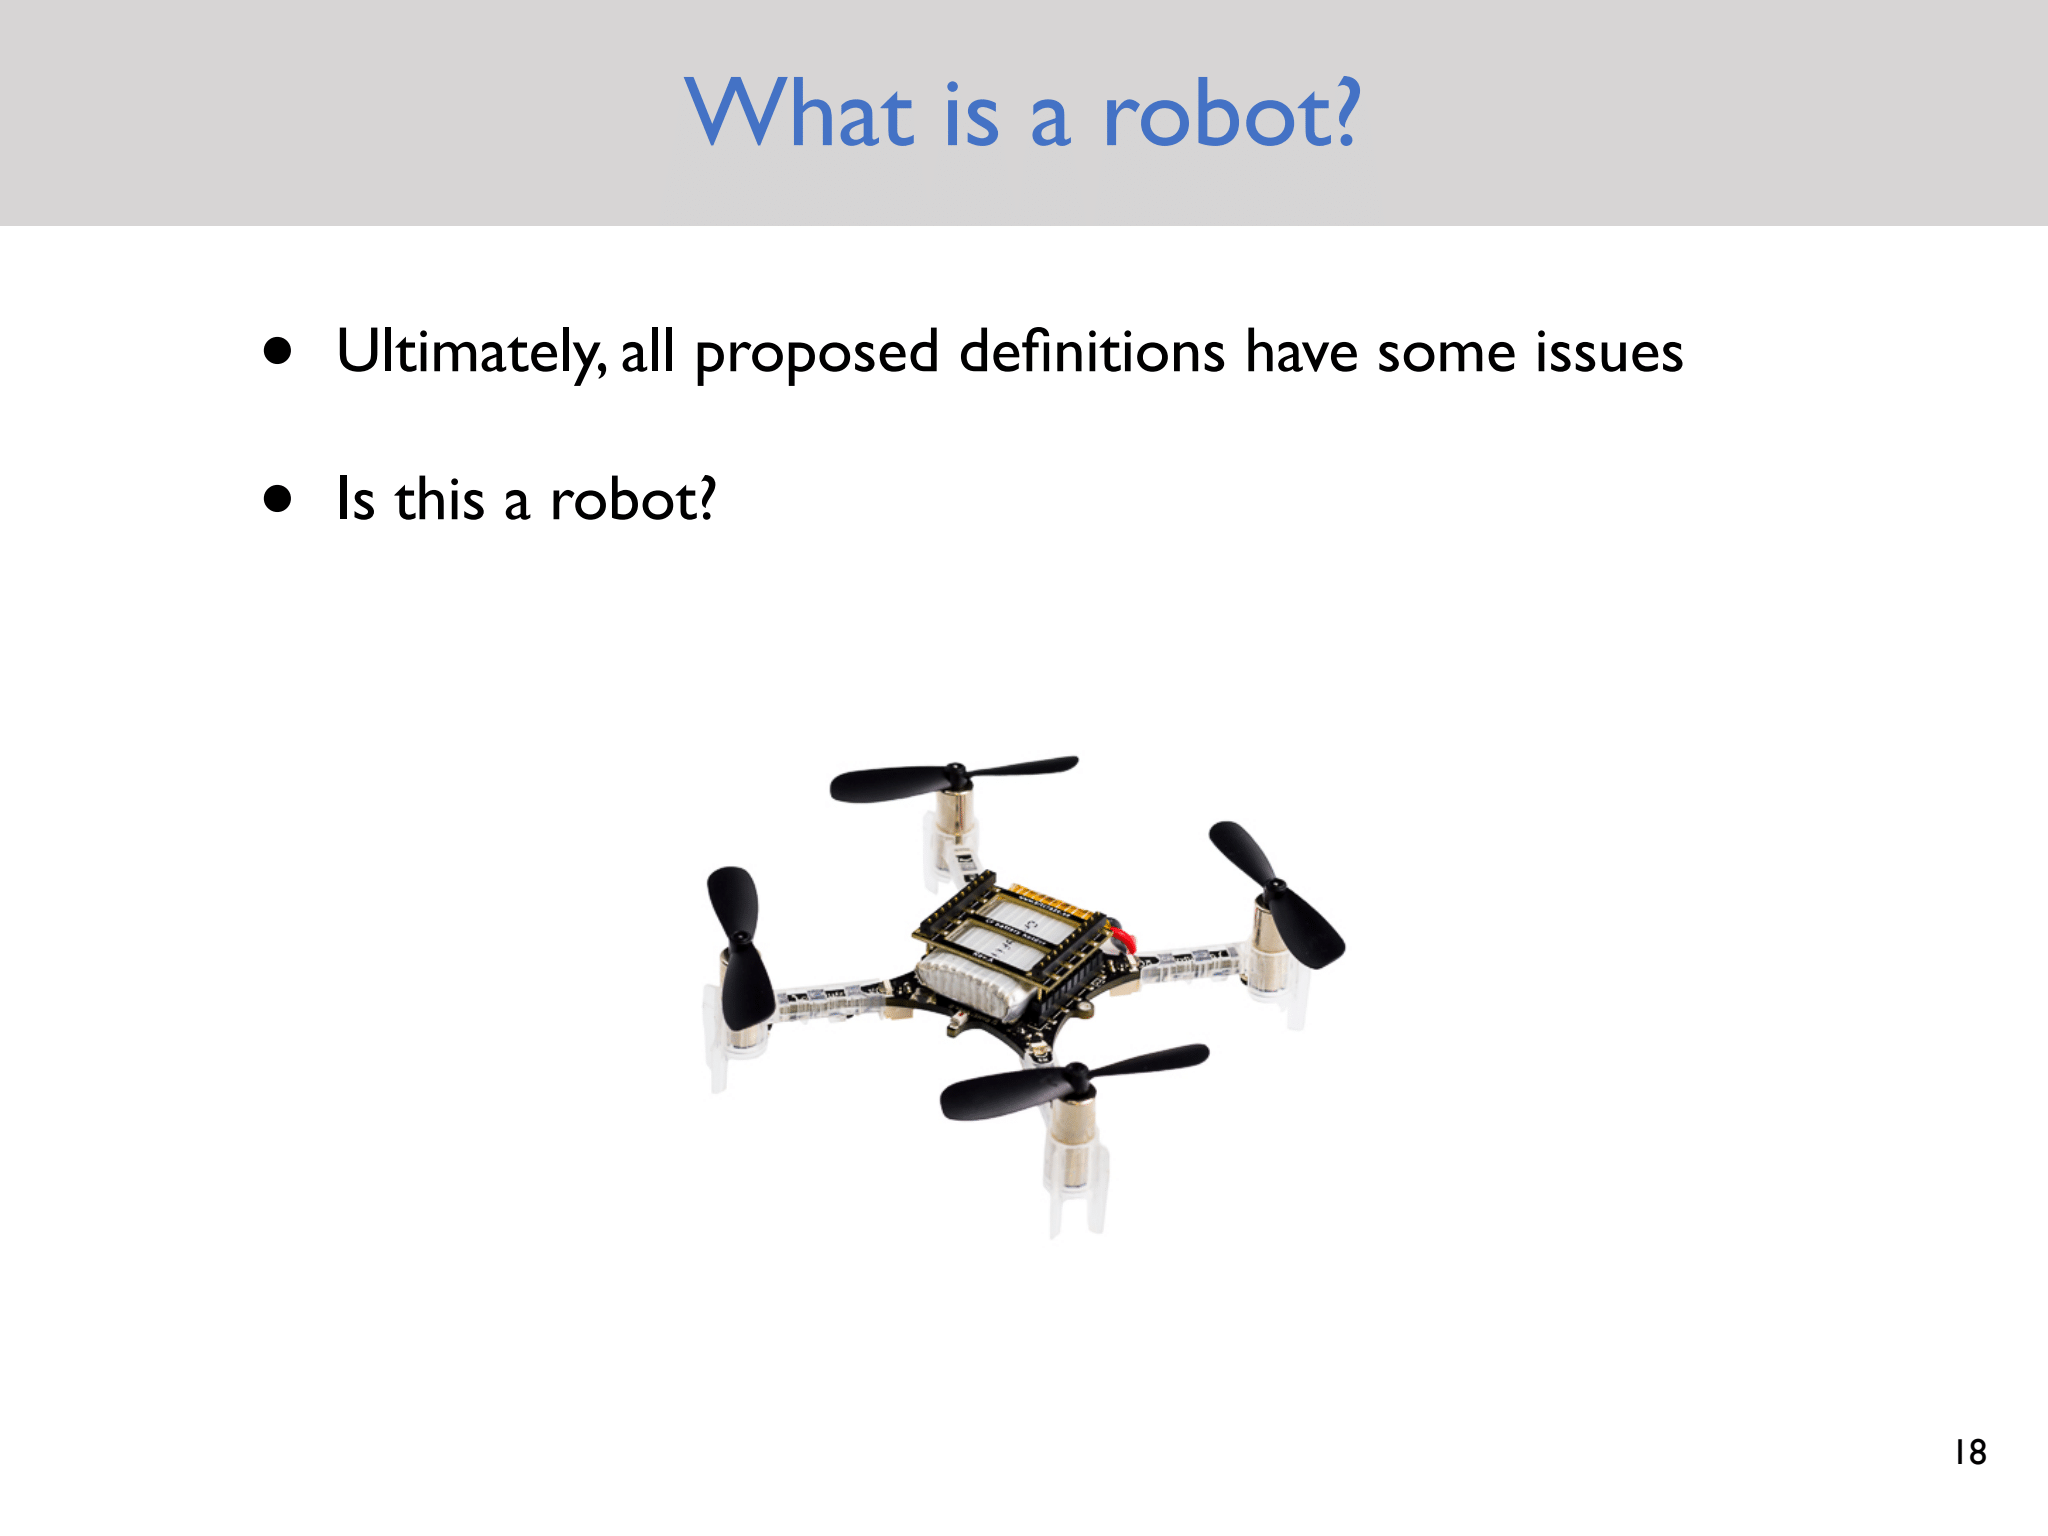 What is a robot?
• Ultimately, all proposed definitions have some issues
• Is this a robot?
18